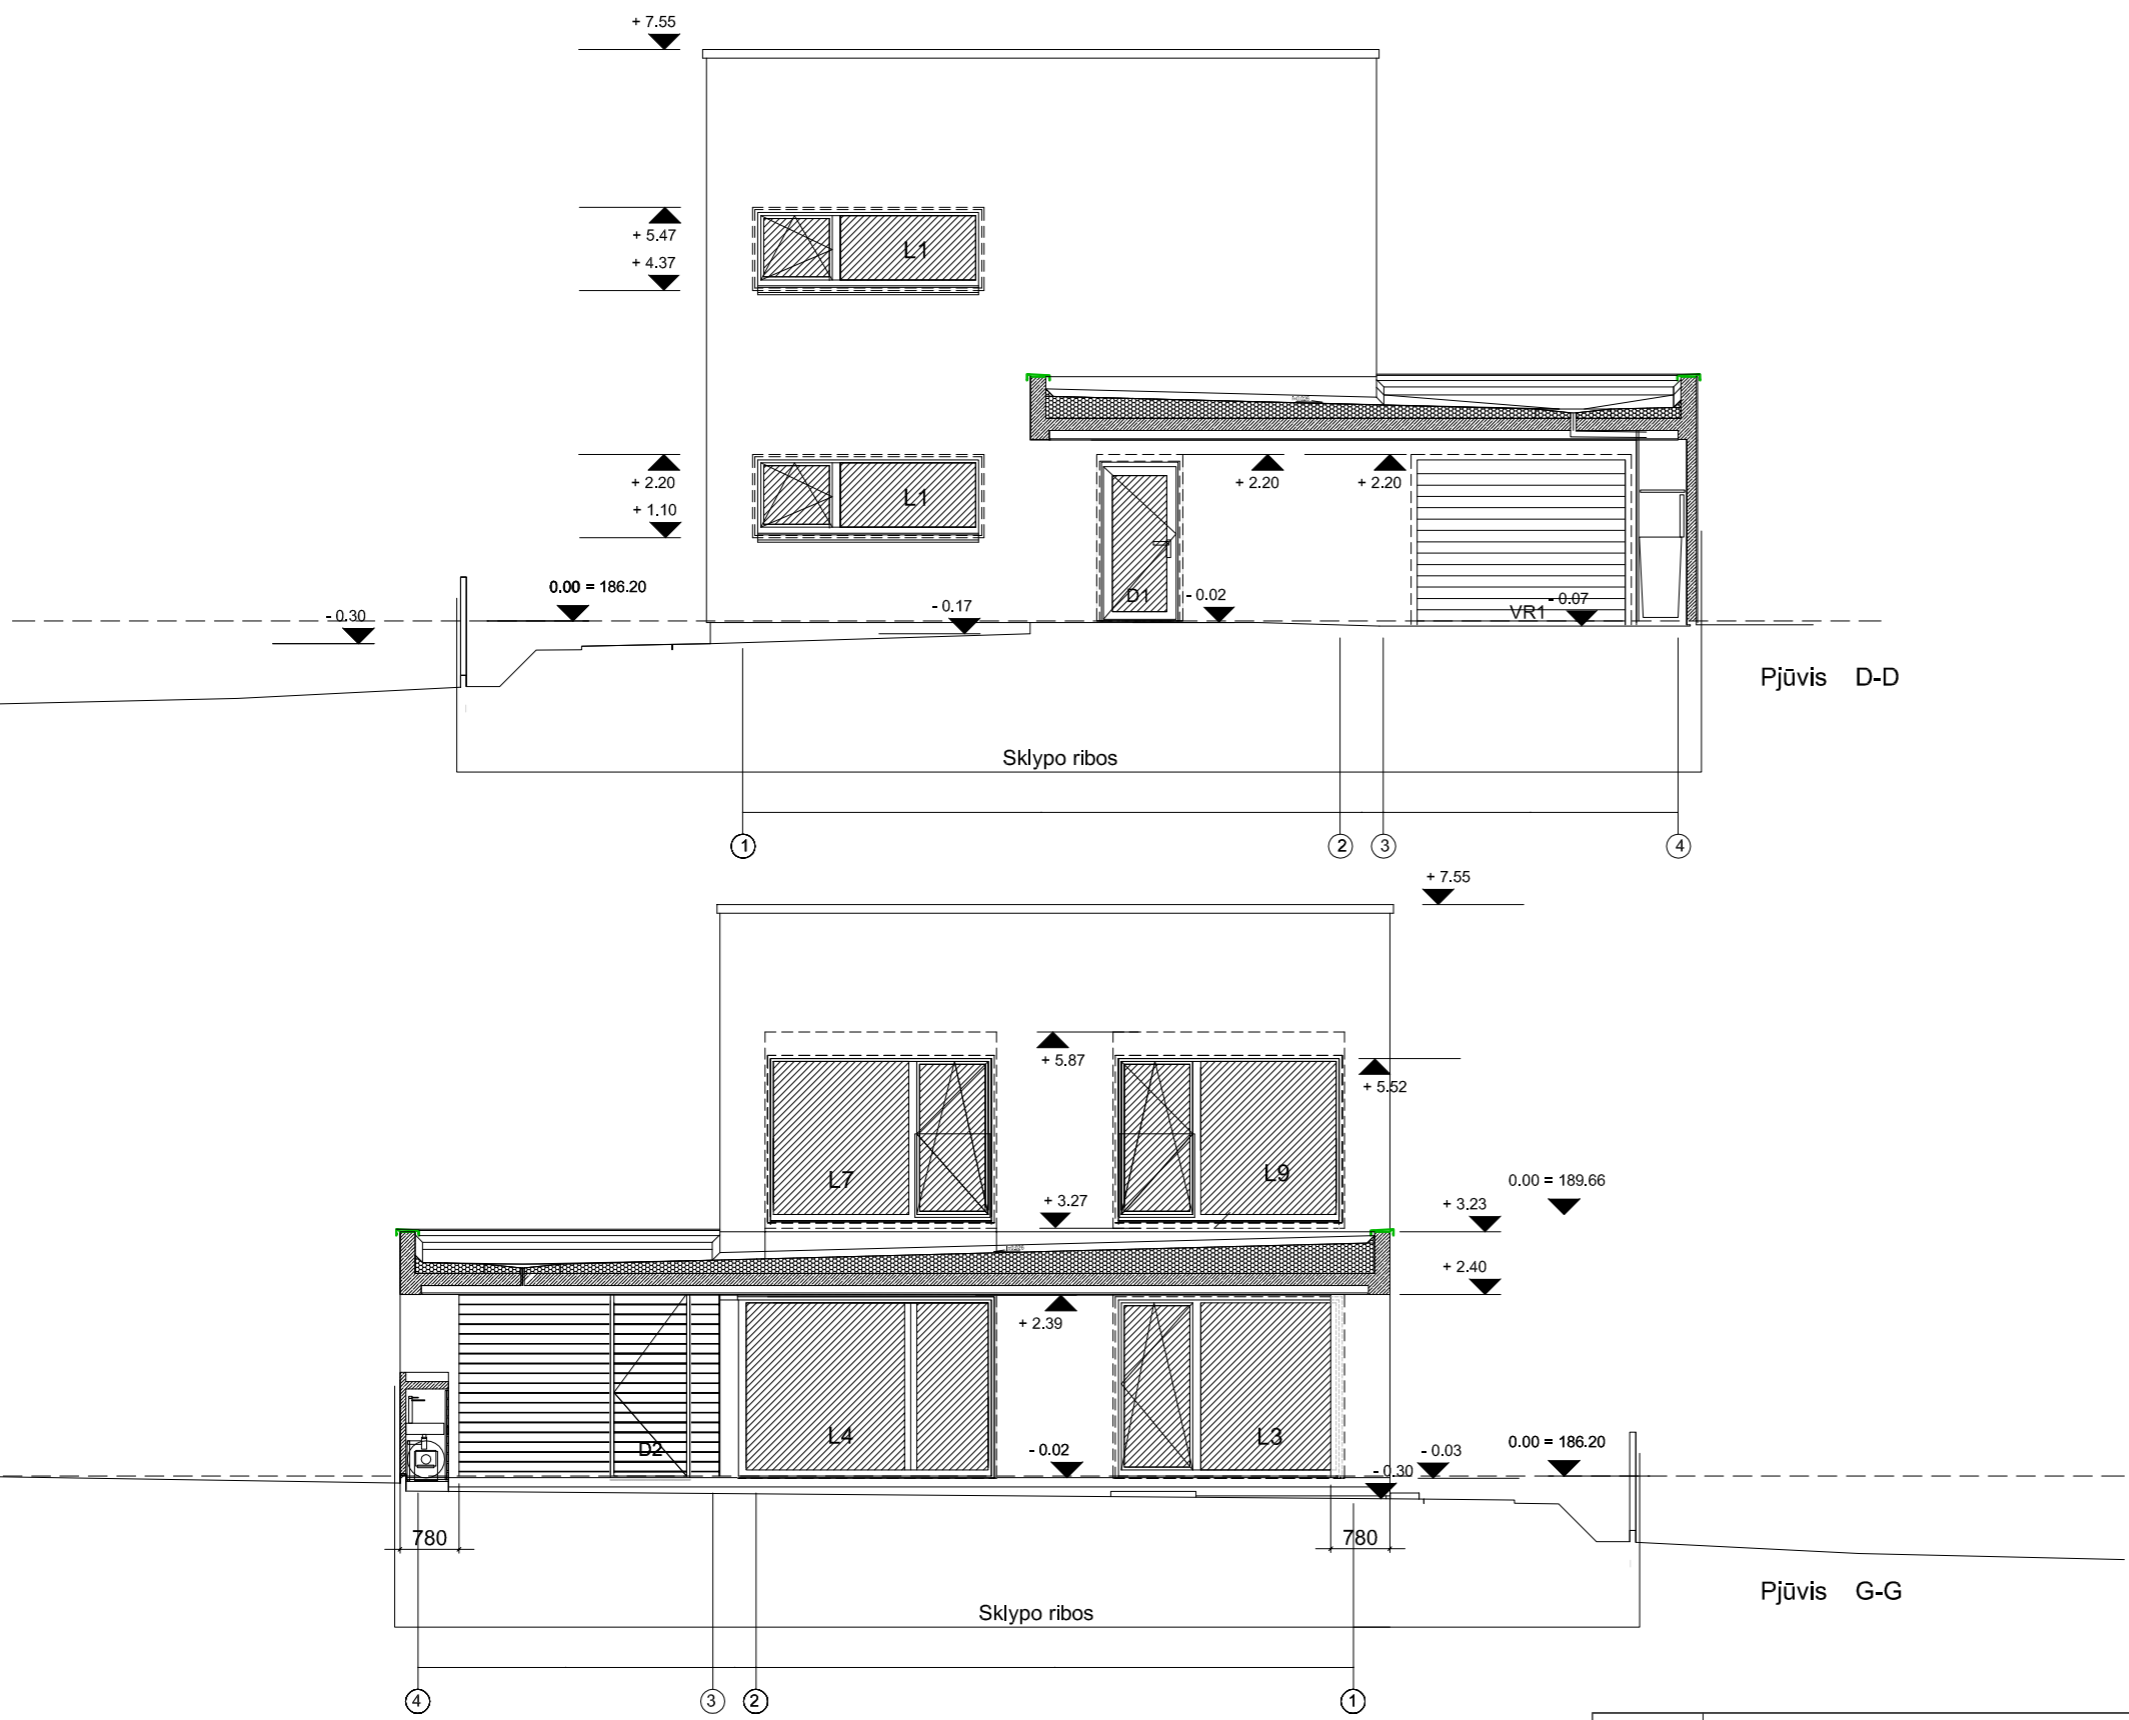 + 7.55
+ 5.47
+ 4.37
L1
+ 2.20
+ 1.10
L1
+ 2.20
+ 2.20
0.00 = 186.20
- 0.30
- 0.17
D1
- 0.02
VR1
- 0.07
Pjūvis D-D
Sklypo ribos
1
2
3
4
+ 7.55
+ 5.87
+ 5.52
L7
L9
0.00 = 189.66
+ 3.27
+ 3.23
+ 2.40
+ 2.39
D2
L4
L3
- 0.02
- 0.03
0.00 = 186.20
- 0.30
780
780
Pjūvis G-G
Sklypo ribos
4
3
2
1